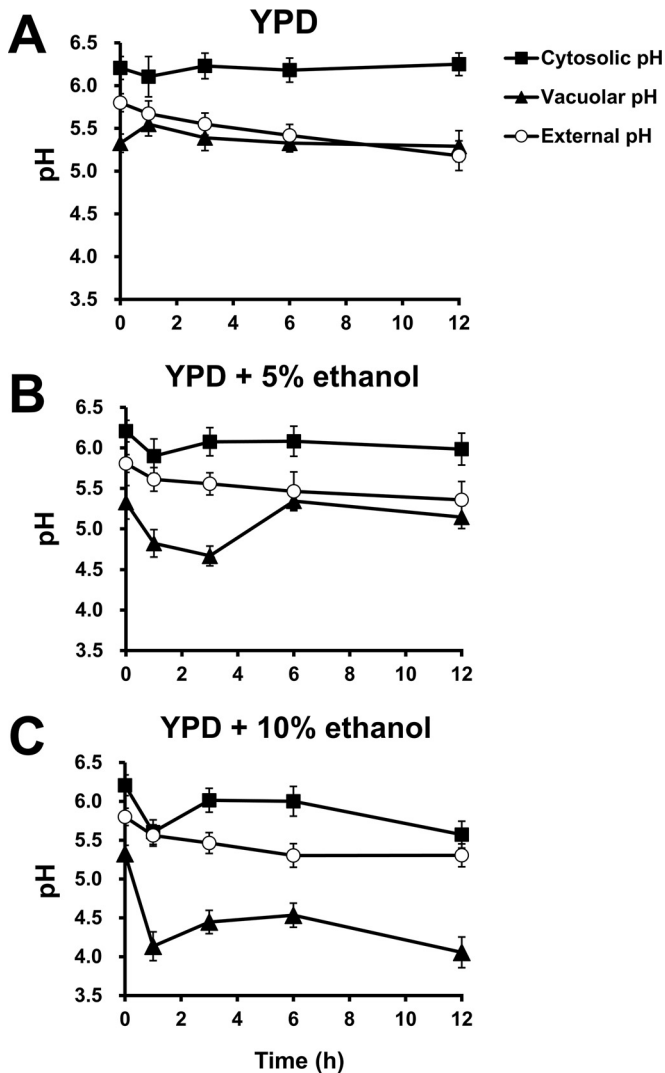 A
YPD
6.5
6.0
5.5
5.0
4.5
4.0
3.5
pH
0 2 4 6 8 10 12
Cytosolic pH
Vacuolar pH
External pH
B
YPD + 5% ethanol
6.5
6.0
5.5
5.0
4.5
4.0
3.5
pH
0 2 4 6 8 10 12
C
YPD + 10% ethanol
6.5
6.0
5.5
5.0
4.5
4.0
3.5
pH
0 2 4 6 8 10 12
Time (h)